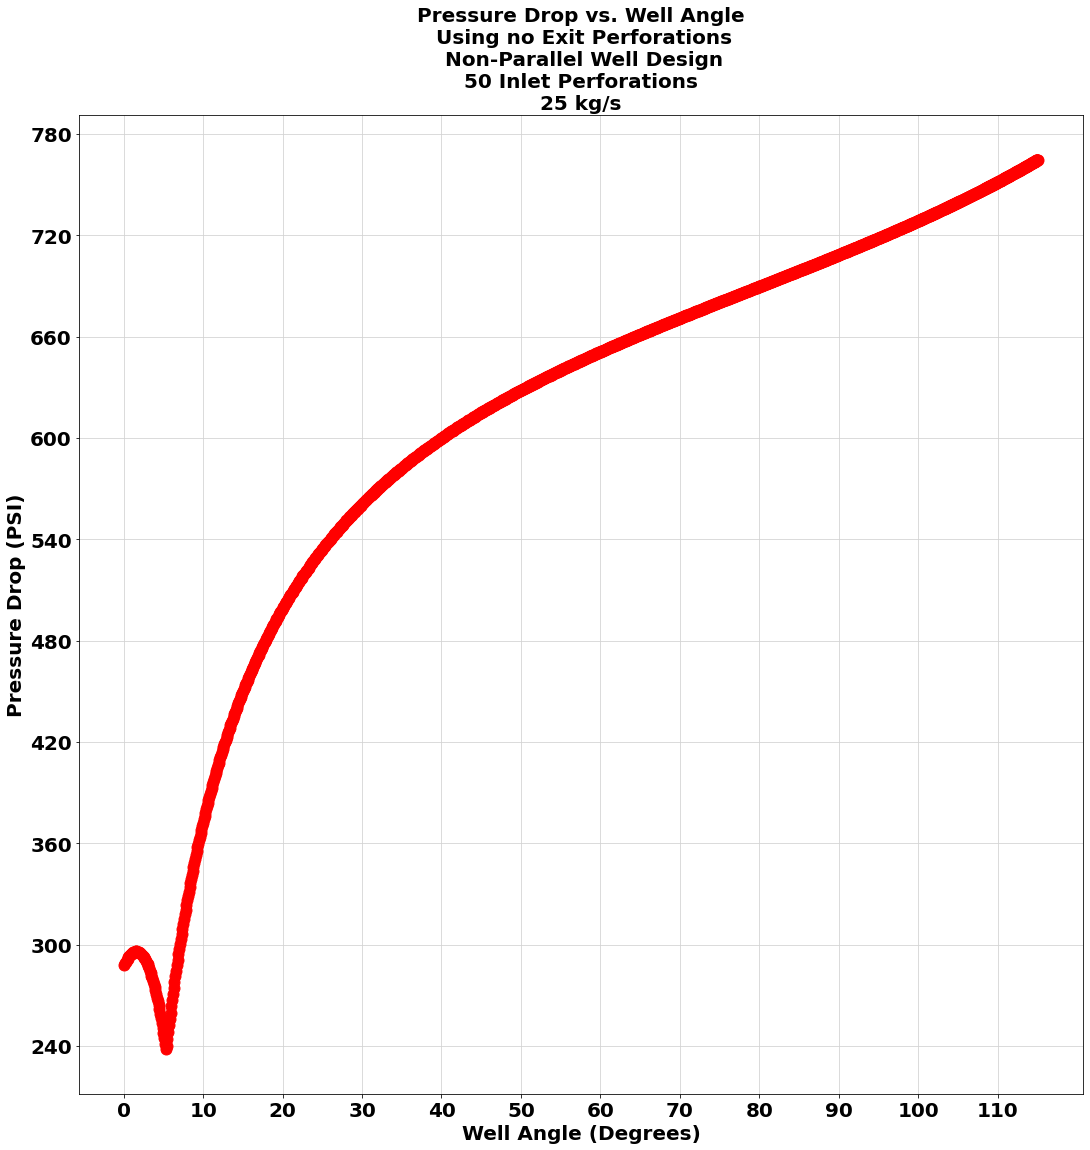 Pressure Drop vs. Well Angle
Using no Exit Perforations
Non-Parallel Well Design
50 Inlet Perforations
25 kg/s
780
720
660
600
540
480
420
360
300
240
Pressure Drop (PSI)
0 10 20 30 40 50 60 70 80 90 100 110
Well Angle (Degrees)